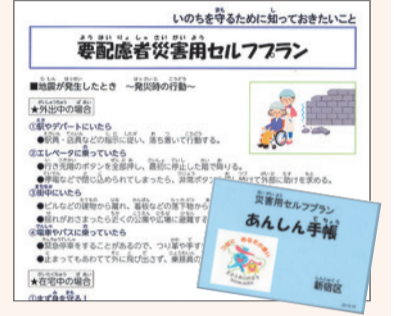 いのちを守るために知っておきたいこと
要配慮者災害用セルフプラン
■地震が発生したとき ～発災時の行動～
★外出中の場合
①駅やデパートにいたら
●駅員・店員などの指示に従い、落ち着いて行動する。
②エレベータに乗っていたら
●行き先階のボタンを全部押し、最初に停止した階で降りる。
●停電などで閉じ込められてしまったら、非常ボタン
し続けて外部に助けを求める。
③街中にいたら
●ビルなどの建物から離れ、看板などの落下物から
●揺れがおさまったら近くの公園や広場に避難する
④電車やバスに乗っていたら
●緊急停車をすることがあるので、つり革や手す
●止まってもあわてて外に飛び出さず、乗務員の
★在宅中の場合
①まず身を守る！
災害用セルフプラン
あんしん手帳
新宿区